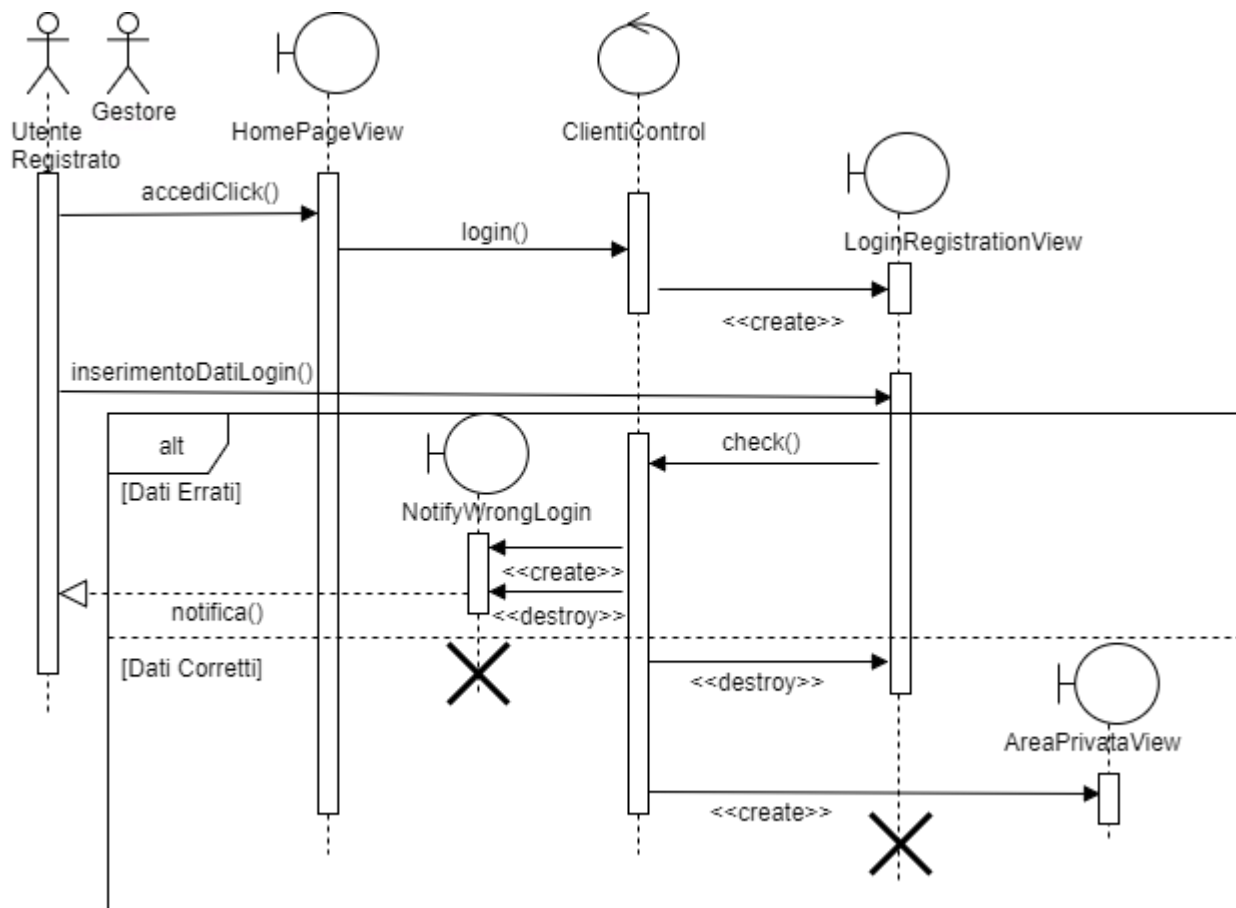 Gestore
Utente
Registrato
HomePageView
ClientiControl
accediClick()
login()
LoginRegistrationView
<<create>>
inserimentoDatiLogin()
alt
check()
[Dati Errati]
NotifyWrongLogin
<<create>>
notifica()
<<destroy>>
[Dati Corretti]
<<destroy>>
AreaPrivataView
<<create>>